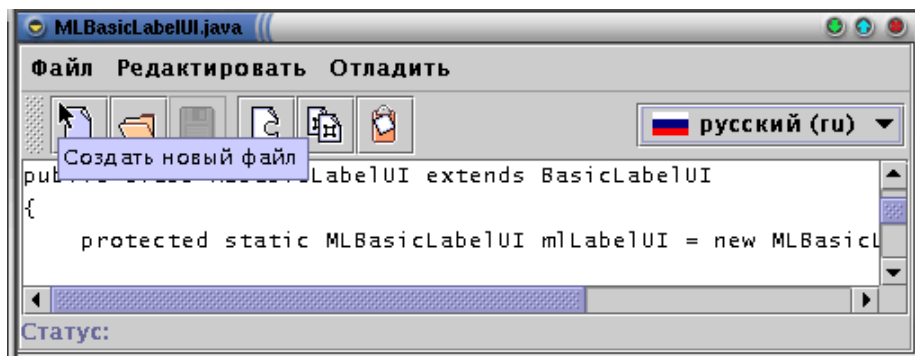 MLBasicLabelUI.java
Файл Редактировать Отладить
русский (ru)
Создать новый файл
LabelUI extends BasicLabelUI
{
protected static MLBasicLabelUI mlLabelUI = new MLBasicL
Статус: